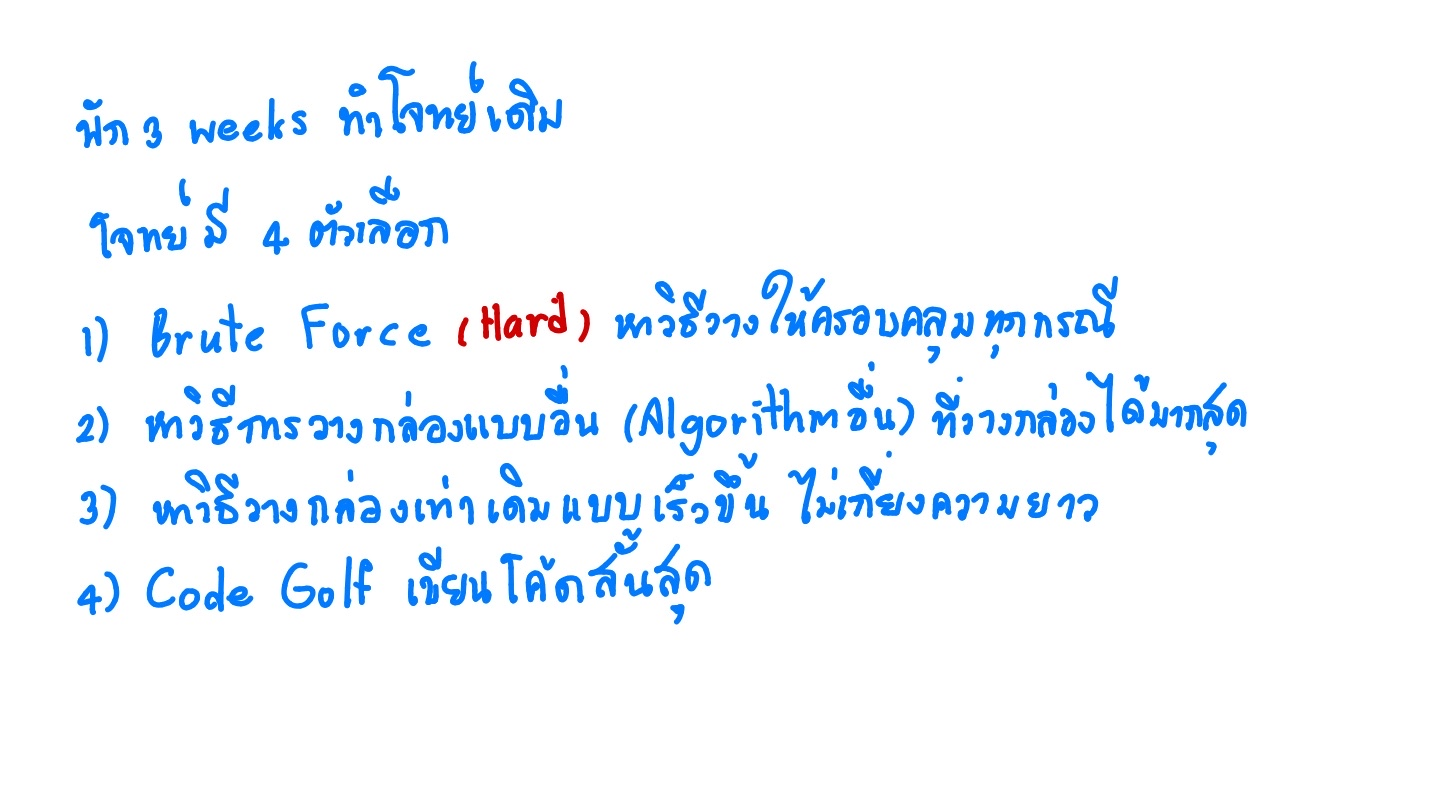 พัก 3 weeks ทำโจทย์เดิม
โจทย์มี 4 ตัวเลือก
1) Brute Force (Hard) หาวิธีวางให้ครอบคลุมทุกกรณี
2) หาวิธีการวางกล่องแบบอื่น (Algorithm อื่น) ที่วางกล่องได้มากสุด
3) หาวิธีวางกล่องเท่าเดิมแบบเร็วขึ้น ไม่เกี่ยงความยาว
4) Code Golf เขียนโค้ดสั้นสุด